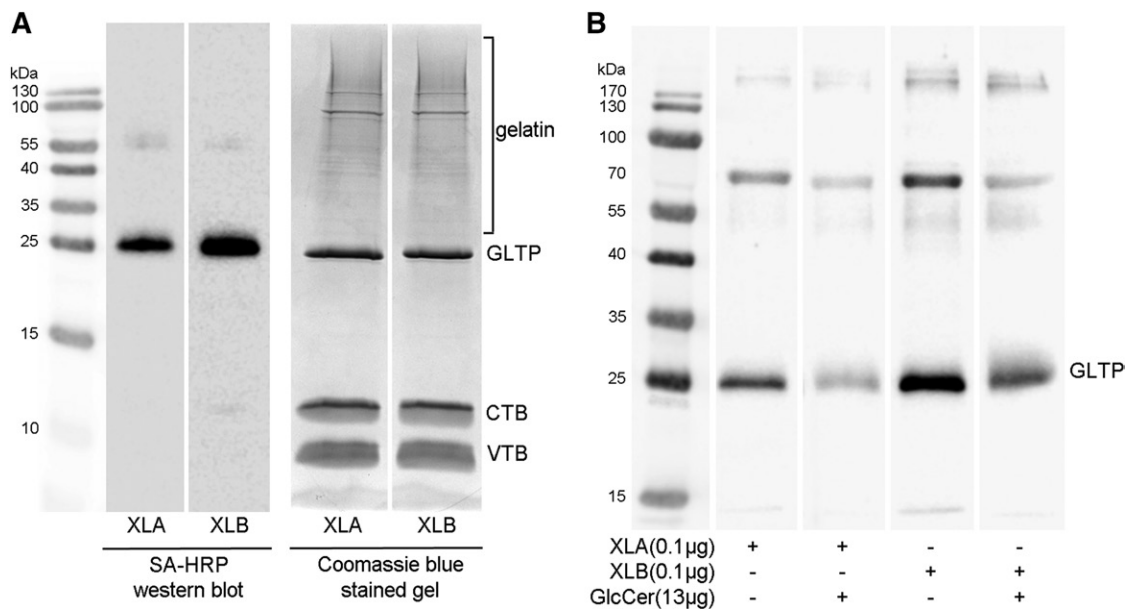 A
kDa
130
100
55
40
35
25
15
10
gelatin
GLTP
CTB
VTB
XLA XLB XLA XLB
SA-HRP
western blot
Coomassie blue
stained gel
B
kDa
170
130
100
70
55
40
35
25
15
GLTP
XLA(0.1µg) + + - -
XLB(0.1µg) - - + +
GlcCer(13µg) - + - +